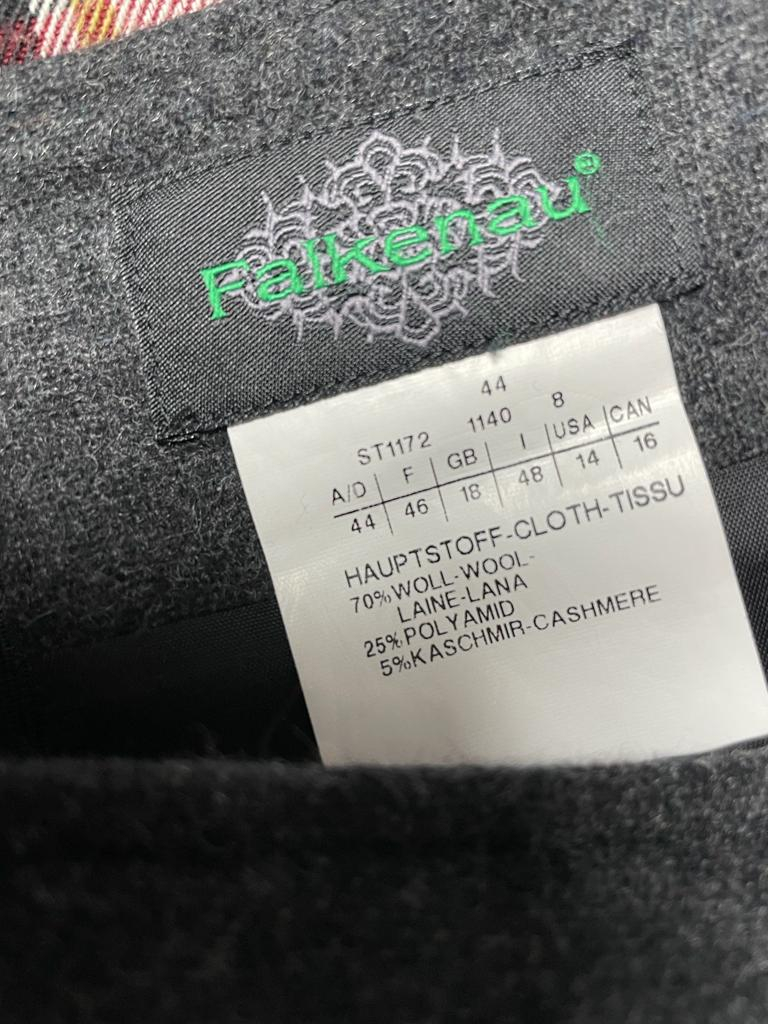 Falkenau®
44
ST1172 1140 8
A/D F GB I USA CAN
44 46 18 48 14 16
HAUPTSTOFF-CLOTH-TISSU
70%WOLL-WOOL-
LAINE-LANA
25%POLYAMID
5%KASCHMIR-CASHMERE